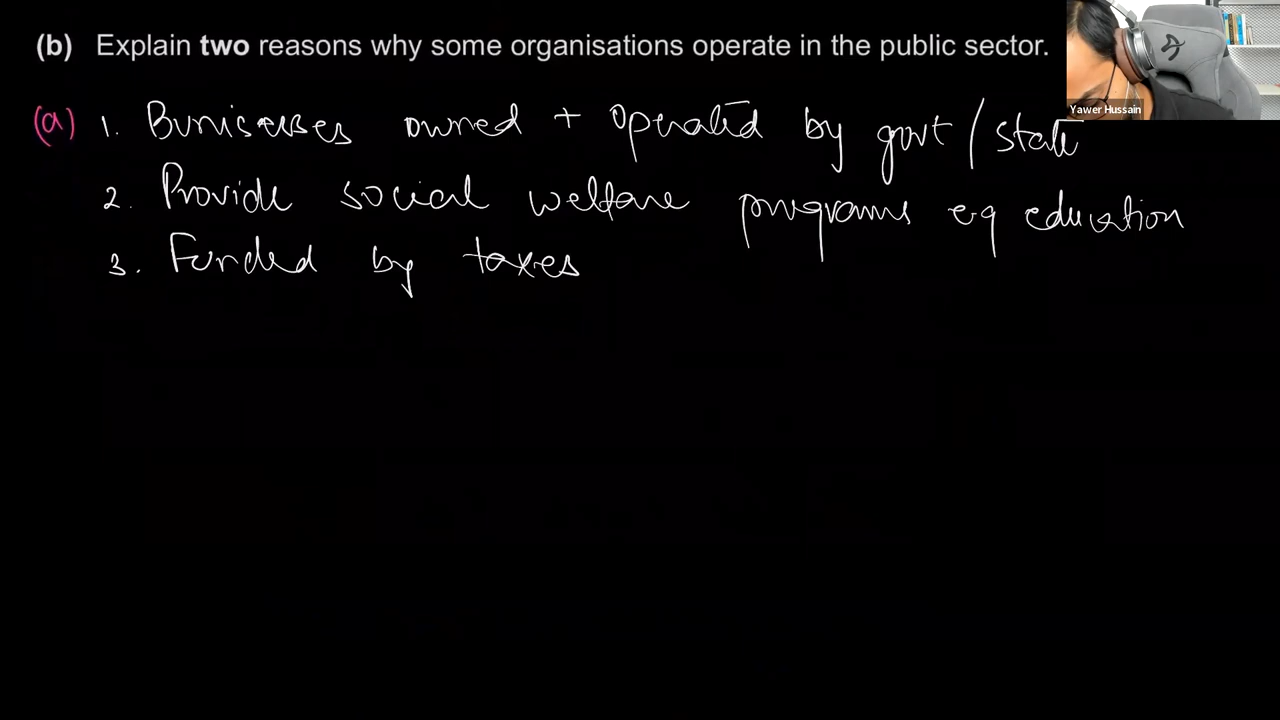 (b) Explain two reasons why some organisations operate in the public sector.
Yawer Hussain
(a) 1. Businesses owned + operated by govt / state
2. Provide social welfare programs eg education
3. Funded by taxes